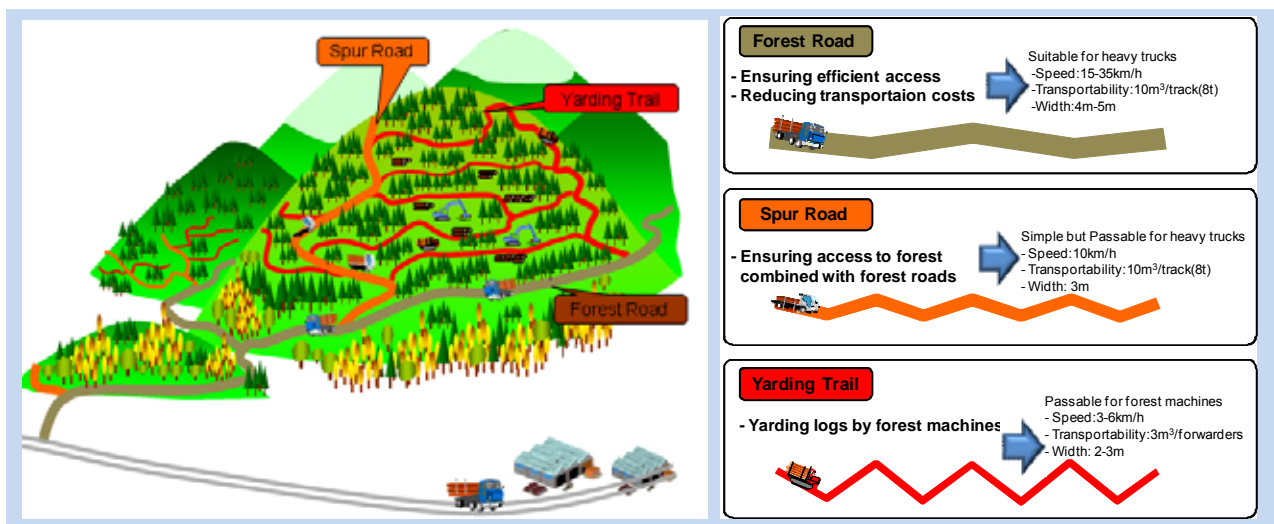 Spur Road
Yarding Trail
Forest Road
Forest Road
- Ensuring efficient access
- Reducing transportaion costs
Suitable for heavy trucks
-Speed:15-35km/h
-Transportability:10m³/track(8t)
-Width:4m-5m
Spur Road
- Ensuring access to forest
combined with forest roads
Simple but Passable for heavy trucks
- Speed:10km/h
- Transportability:10m³/track(8t)
- Width: 3m
Yarding Trail
- Yarding logs by forest machines
Passable for forest machines
- Speed:3-6km/h
- Transportability:3m³/forwarders
- Width: 2-3m